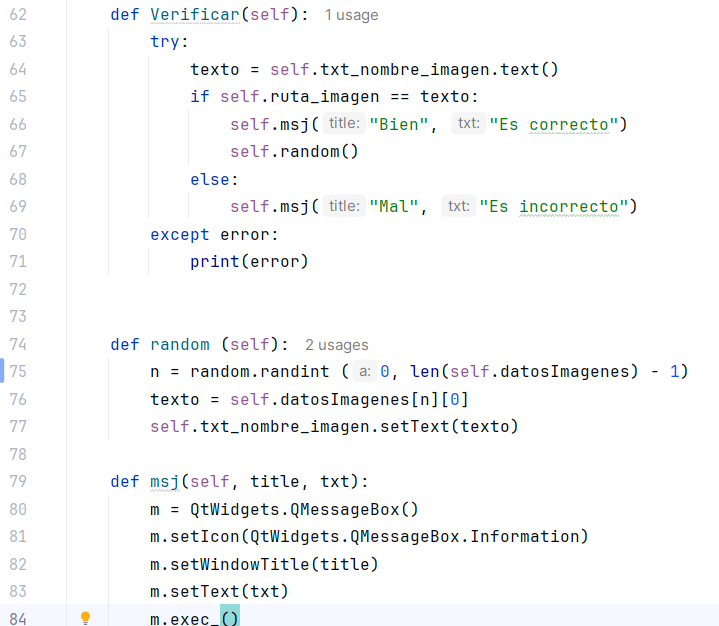 62 def Verificar(self): 1 usage
63 try:
64 texto = self.txt_nombre_imagen.text()
65 if self.ruta_imagen == texto:
66 self.msj( title: "Bien", txt: "Es correcto")
67 self.random()
68 else:
69 self.msj( title: "Mal", txt: "Es incorrecto")
70 except error:
71 print(error)
72
73
74 def random (self): 2 usages
75 n = random.randint ( a: 0, len(self.datosImagenes) - 1)
76 texto = self.datosImagenes[n][0]
77 self.txt_nombre_imagen.setText(texto)
78
79 def msj(self, title, txt):
80 m = QtWidgets.QMessageBox()
81 m.setIcon(QtWidgets.QMessageBox.Information)
82 m.setWindowTitle(title)
83 m.setText(txt)
84 m.exec_()